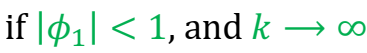 if |ϕ₁| < 1, and k ⟶ ∞